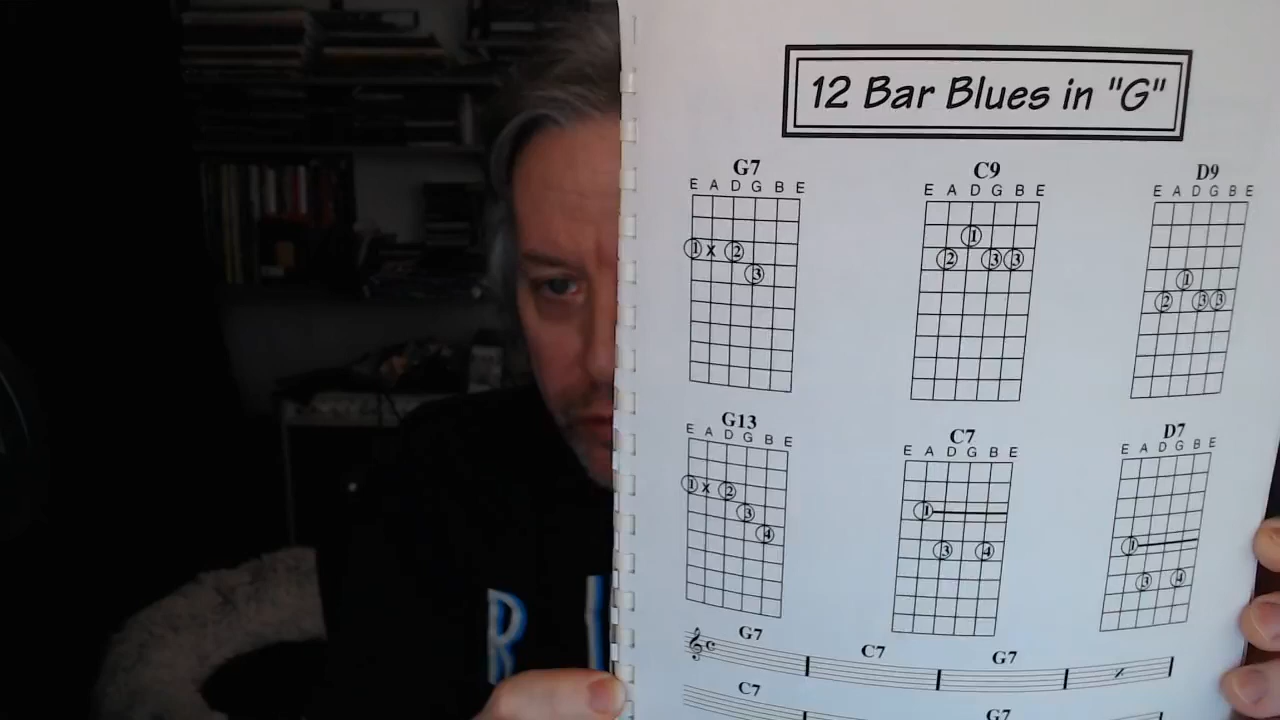 12 Bar Blues in "G"
G7 C9 D9
E A D G B E E A D G B E E A D G B E
1 x 2 3
1 2 3 3
1 2 3 3
G13 C7 D7
E A D G B E E A D G B E E A D G B E
1 x 2 3 4
1 3 4
1 3 4
G7 C7 G7
C7 G7
R